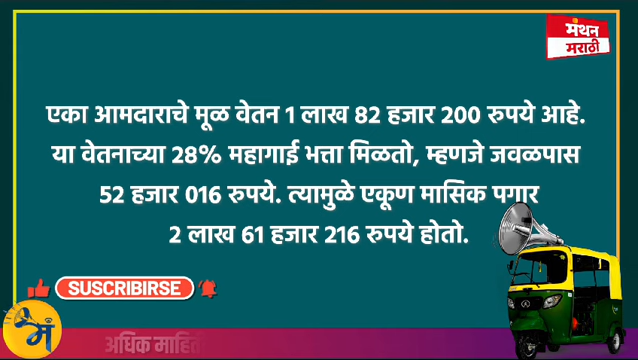 मंथन
मराठी
एका आमदाराचे मूळ वेतन 1 लाख 82 हजार 200 रुपये आहे.
या वेतनाच्या 28% महागाई भत्ता मिळतो, म्हणजे जवळपास
52 हजार 016 रुपये. त्यामुळे एकूण मासिक पगार
2 लाख 61 हजार 216 रुपये होतो.
SUSCRIBIRSE
मं
अधिक माहिती